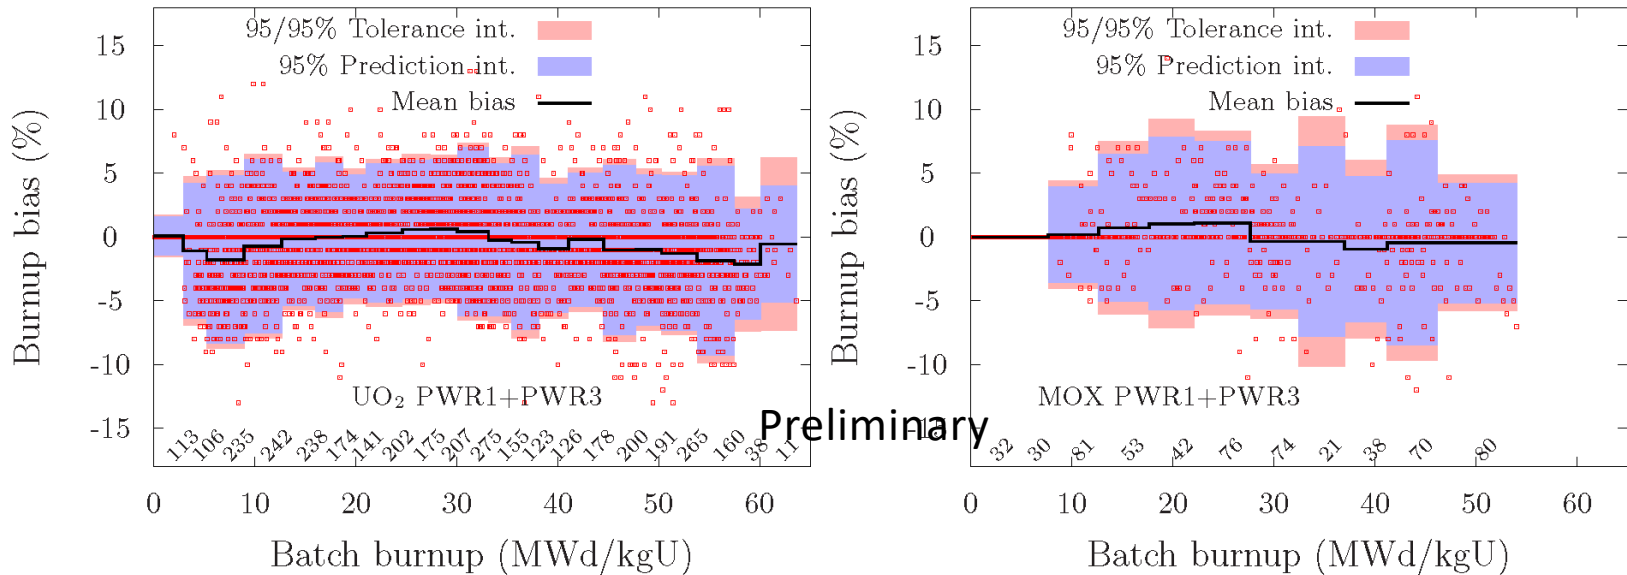 95/95% Tolerance int.
95% Prediction int.
Mean bias
15
10
5
0
-5
-10
-15
Burnup bias (%)
UO₂ PWR1+PWR3
113 106 235 242 238 174 141 202 175 207 275 155 123 126 178 200 191 265 160 38 11
0 10 20 30 40 50 60
Batch burnup (MWd/kgU)
95/95% Tolerance int.
95% Prediction int.
Mean bias
15
10
5
0
-5
-10
-15
Burnup bias (%)
MOX PWR1+PWR3
32 30 81 53 42 76 74 21 38 70 80
0 10 20 30 40 50 60
Batch burnup (MWd/kgU)
Preliminary